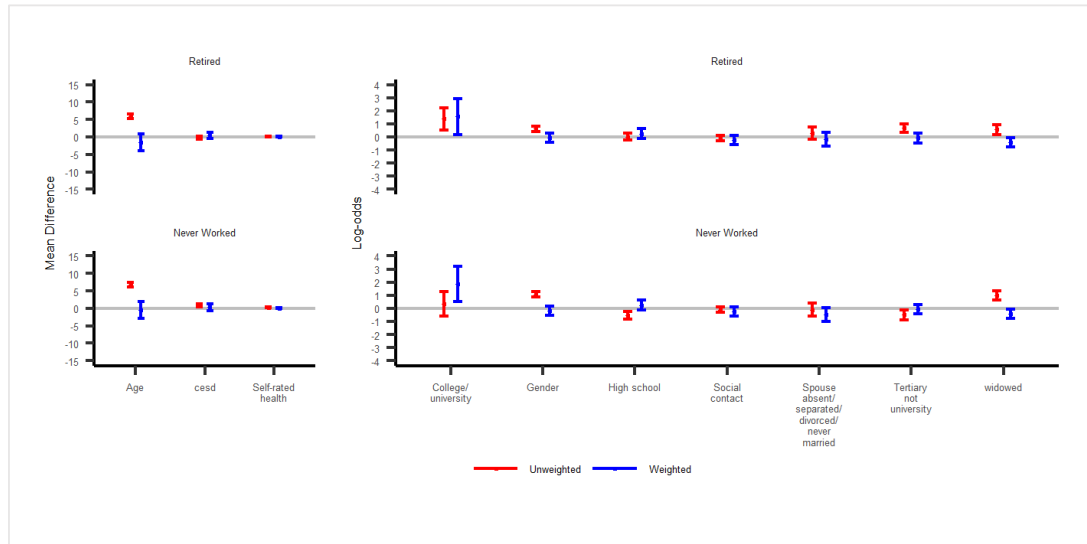 Retired
Retired
15
10
5
0
-5
-10
-15
4
3
2
1
0
-1
-2
-3
-4
Mean Difference
Log-odds
Never Worked
Never Worked
15
10
5
0
-5
-10
-15
4
3
2
1
0
-1
-2
-3
-4
Age
cesd
Self-rated
health
College/
university
Gender
High school
Social
contact
Spouse
absent/
separated/
divorced/
never
married
Tertiary
not
university
widowed
Unweighted
Weighted